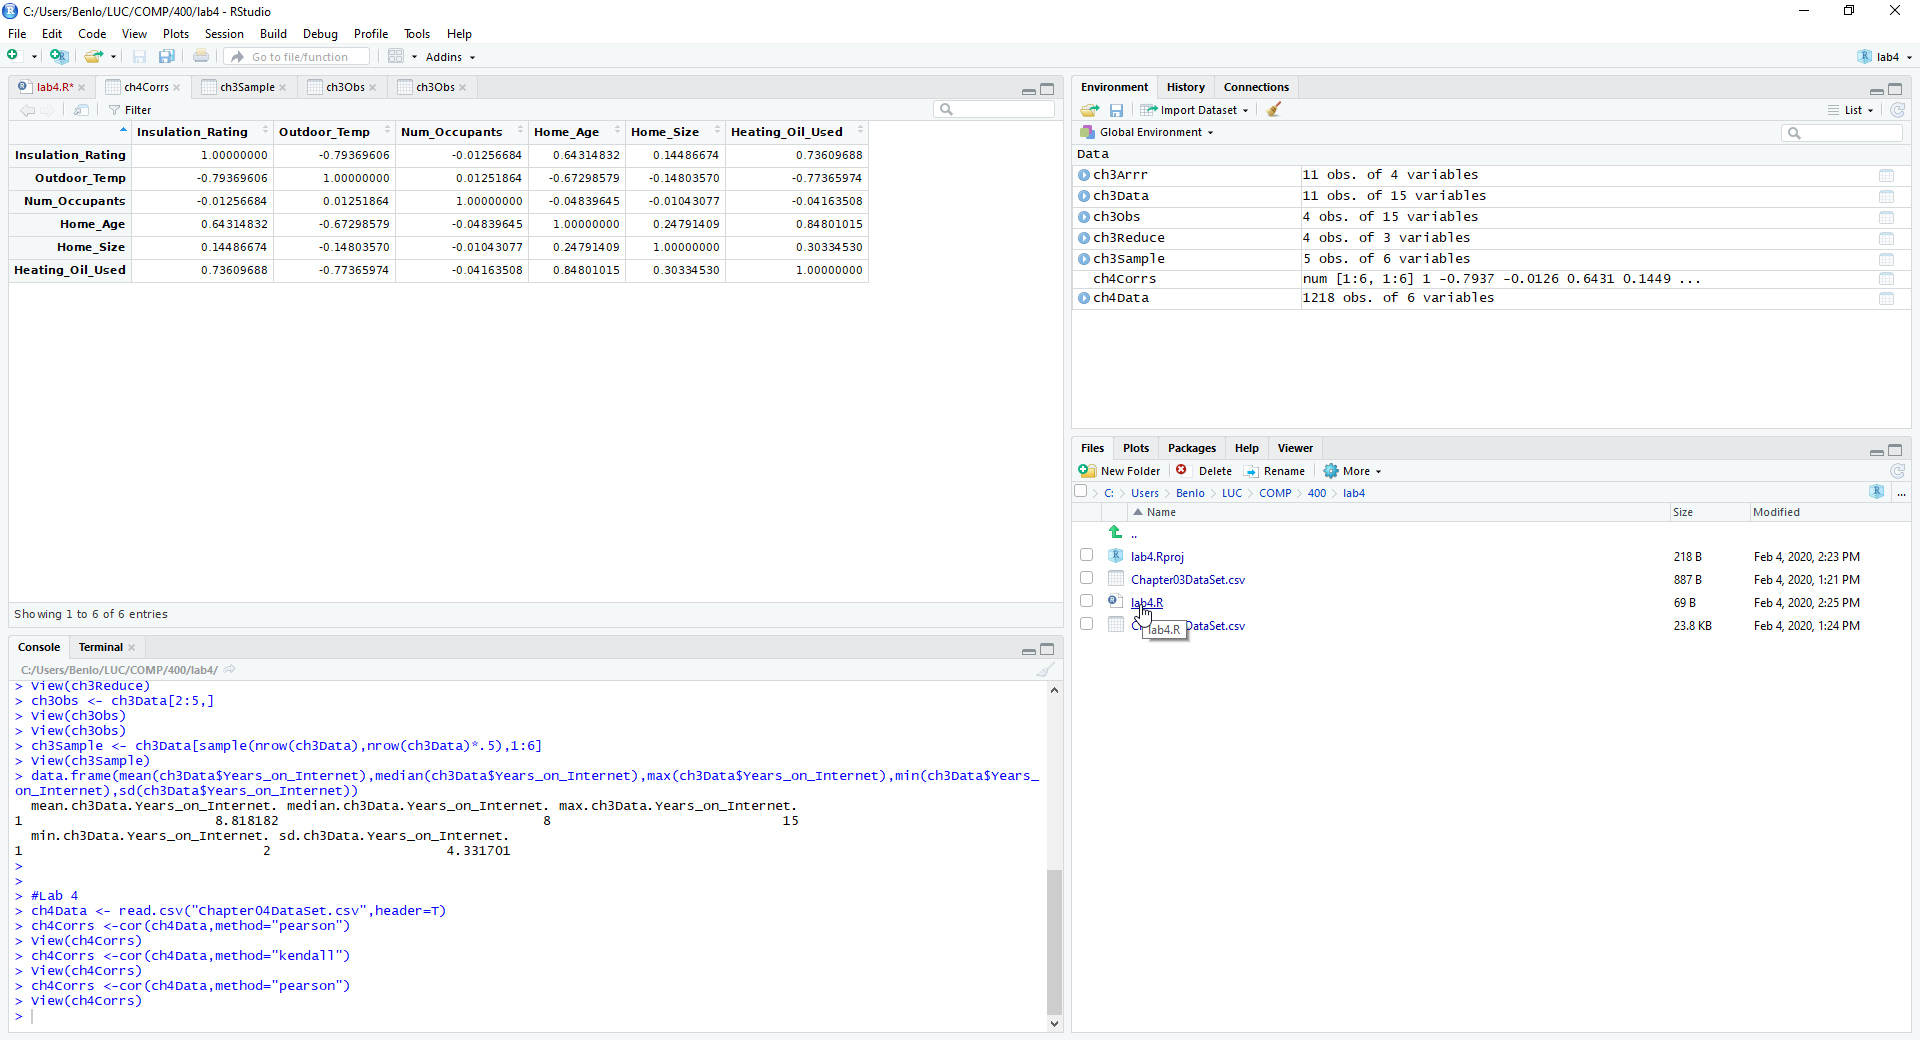 C:/Users/Benlo/LUC/COMP/400/lab4 - RStudio
File Edit Code View Plots Session Build Debug Profile Tools Help
Go to file/function Addins lab4
lab4.R* ch4Corrs ch3Sample ch3Obs ch3Obs
Filter
Insulation_Rating Outdoor_Temp Num_Occupants Home_Age Home_Size Heating_Oil_Used
Insulation_Rating 1.00000000 -0.79369606 -0.01256684 0.64314832 0.14486674 0.73609688
Outdoor_Temp -0.79369606 1.00000000 0.01251864 -0.67298579 -0.14803570 -0.77365974
Num_Occupants -0.01256684 0.01251864 1.00000000 -0.04839645 -0.01043077 -0.04163508
Home_Age 0.64314832 -0.67298579 -0.04839645 1.00000000 0.24791409 0.84801015
Home_Size 0.14486674 -0.14803570 -0.01043077 0.24791409 1.00000000 0.30334530
Heating_Oil_Used 0.73609688 -0.77365974 -0.04163508 0.84801015 0.30334530 1.00000000
Showing 1 to 6 of 6 entries
Console Terminal
C:/Users/Benlo/LUC/COMP/400/lab4/
> View(ch3Reduce)
> ch3Obs <- ch3Data[2:5,]
> View(ch3Obs)
> View(ch3Obs)
> ch3Sample <- ch3Data[sample(nrow(ch3Data),nrow(ch3Data)*.5),1:6]
> View(ch3Sample)
> data.frame(mean(ch3Data$Years_on_Internet),median(ch3Data$Years_on_Internet),max(ch3Data$Years_on_Internet),min(ch3Data$Years_
on_Internet),sd(ch3Data$Years_on_Internet))
mean.ch3Data.Years_on_Internet. median.ch3Data.Years_on_Internet. max.ch3Data.Years_on_Internet.
1 8.818182 8 15
min.ch3Data.Years_on_Internet. sd.ch3Data.Years_on_Internet.
1 2 4.331701
>
>
> #Lab 4
> ch4Data <- read.csv("Chapter04DataSet.csv",header=T)
> ch4Corrs <-cor(ch4Data,method="pearson")
> View(ch4Corrs)
> ch4Corrs <-cor(ch4Data,method="kendall")
> View(ch4Corrs)
> ch4Corrs <-cor(ch4Data,method="pearson")
> View(ch4Corrs)
>
Environment History Connections
Import Dataset List
Global Environment
Data
ch3Arrr 11 obs. of 4 variables
ch3Data 11 obs. of 15 variables
ch3Obs 4 obs. of 15 variables
ch3Reduce 4 obs. of 3 variables
ch3Sample 5 obs. of 6 variables
ch4Corrs num [1:6, 1:6] 1 -0.7937 -0.0126 0.6431 0.1449 ...
ch4Data 1218 obs. of 6 variables
Files Plots Packages Help Viewer
New Folder Delete Rename More
C: Users Benlo LUC COMP 400 lab4 ...
Name Size Modified
..
lab4.Rproj 218 B Feb 4, 2020, 2:23 PM
Chapter03DataSet.csv 887 B Feb 4, 2020, 1:21 PM
lab4.R 69 B Feb 4, 2020, 2:25 PM
DataSet.csv 23.8 KB Feb 4, 2020, 1:24 PM
lab4.R